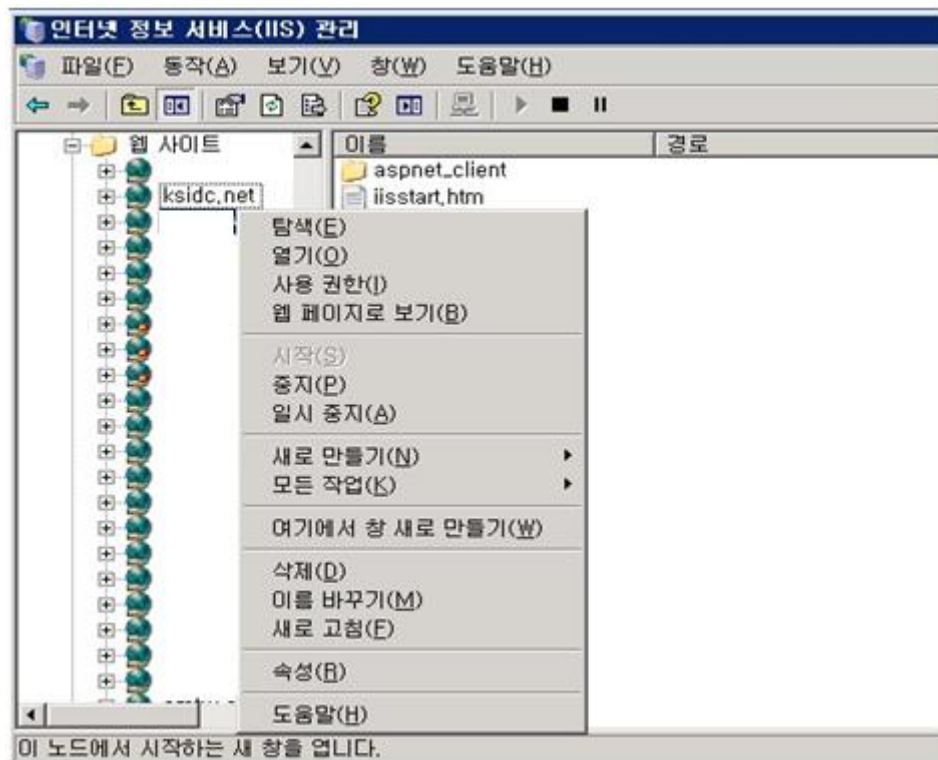 인터넷 정보 서비스(IIS) 관리
파일(F) 동작(A) 보기(V) 창(W) 도움말(H)
웹 사이트
이름 경로
aspnet_client
ksidc.net
iisstart.htm
탐색(E)
열기(O)
사용 권한(I)
웹 페이지로 보기(B)
시작(S)
중지(P)
일시 중지(A)
새로 만들기(N)
모든 작업(K)
여기에서 창 새로 만들기(W)
삭제(D)
이름 바꾸기(M)
새로 고침(F)
속성(R)
도움말(H)
이 노드에서 시작하는 새 창을 엽니다.